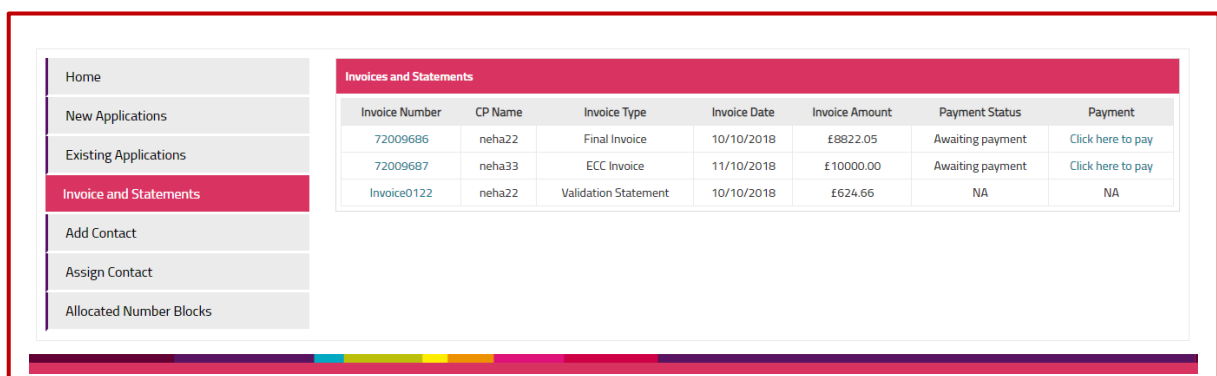 Home
New Applications
Existing Applications
Invoice and Statements
Add Contact
Assign Contact
Allocated Number Blocks
Invoices and Statements
Invoice Number CP Name Invoice Type Invoice Date Invoice Amount Payment Status Payment
72009686 neha22 Final Invoice 10/10/2018 £8822.05 Awaiting payment Click here to pay
72009687 neha33 ECC Invoice 11/10/2018 £10000.00 Awaiting payment Click here to pay
Invoice0122 neha22 Validation Statement 10/10/2018 £624.66 NA NA